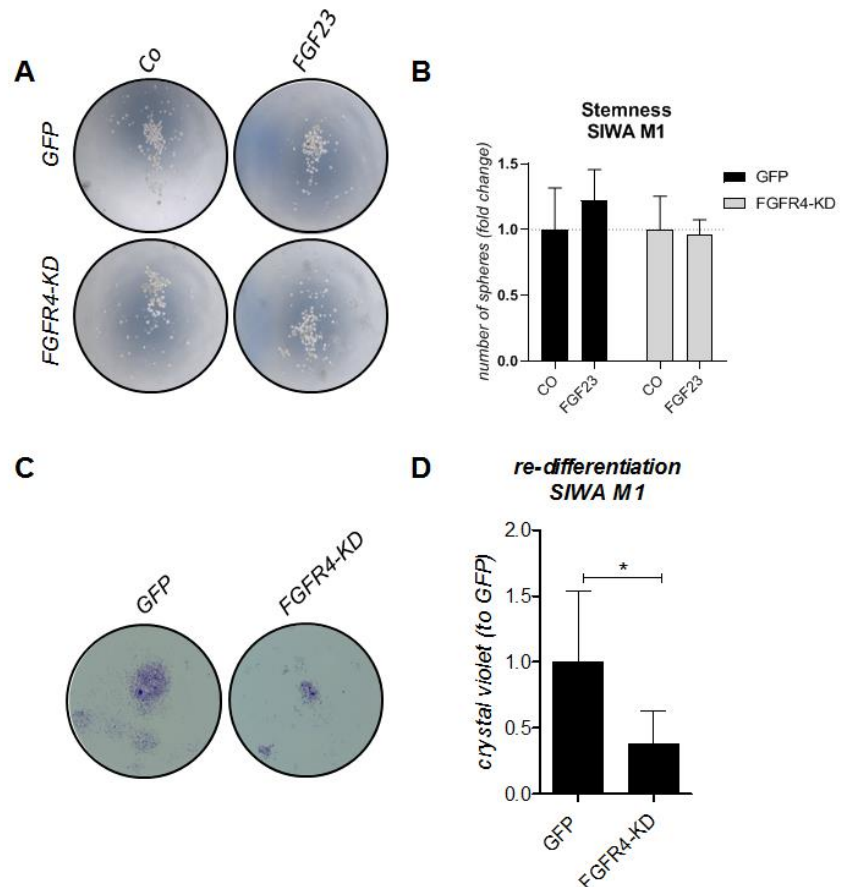 A
Co
FGF23
GFP
FGFR4-KD
B
Stemness
SIWA M1
number of spheres (fold change)
1.5
1.0
0.5
0.0
CO
FGF23
CO
FGF23
GFP
FGFR4-KD
C
GFP
FGFR4-KD
D
re-differentiation
SIWA M1
crystal violet (to GFP)
2.0
1.5
1.0
0.5
0.0
*
GFP
FGFR4-KD